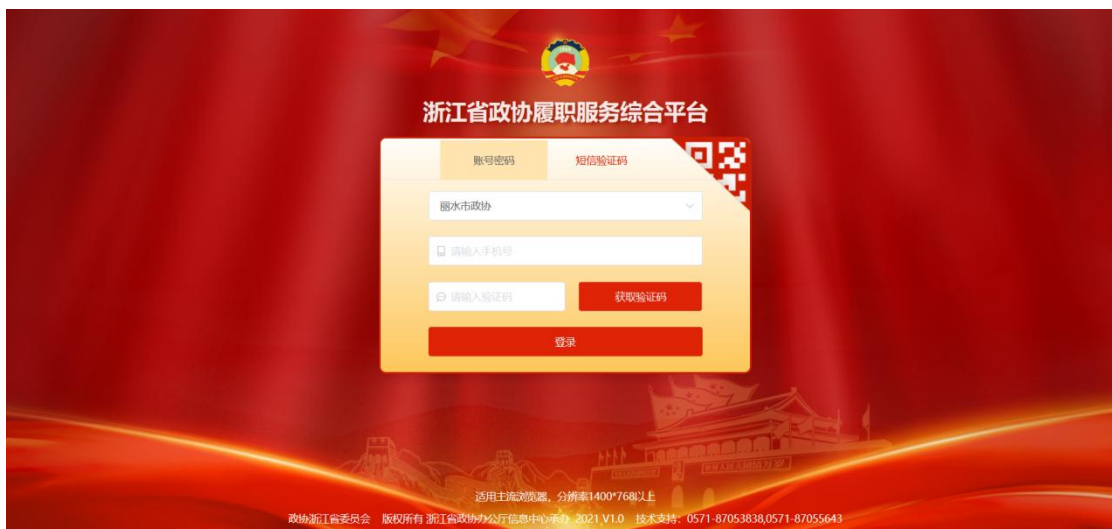 浙江省政协履职服务综合平台
账号密码 短信验证码
丽水市政协
请输入手机号
请输入验证码 获取验证码
登录
适用主流浏览器，分辨率1400*768以上
政协浙江省委员会 版权所有 浙江省政协办公厅信息中心承办 2021 V1.0 技术支持：0571-87053838,0571-87055643